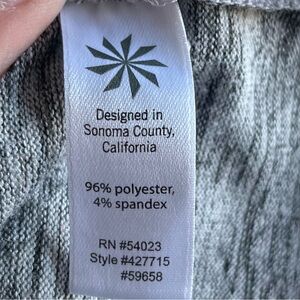 Designed in
Sonoma County,
California
96% polyester,
4% spandex
RN #54023
Style #427715
#59658